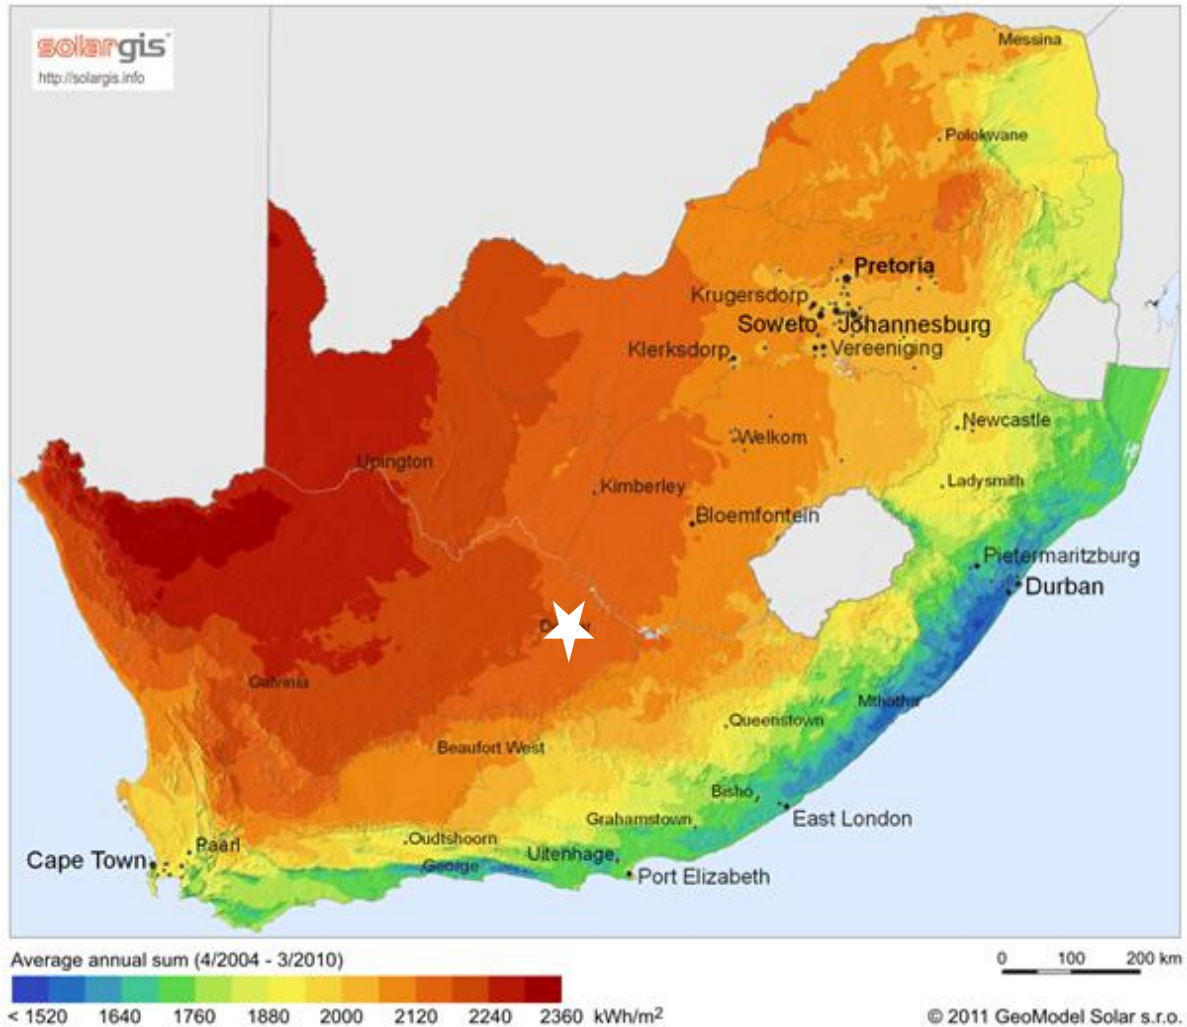 solargis
http://solargis.info
Messina
Polokwane
Pretoria
Krugersdorp
Soweto Johannesburg
Klerksdorp Vereeniging
Newcastle
Welkom
Upington
Kimberley
Ladysmith
Bloemfontein
Pietermaritzburg
Durban
Calvinia
Mthatha
Queenstown
Beaufort West
Bisho
East London
Grahamstown
Oudtshoorn
Paarl
Cape Town
George
Uitenhage
Port Elizabeth
Average annual sum (4/2004 - 3/2010)
0 100 200 km
< 1520 1640 1760 1880 2000 2120 2240 2360 kWh/m2
© 2011 GeoModel Solar s.r.o.